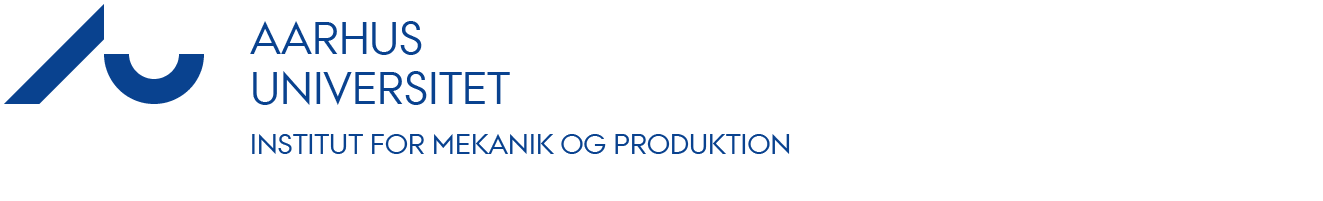 AARHUS
UNIVERSITET
INSTITUT FOR MEKANIK OG PRODUKTION